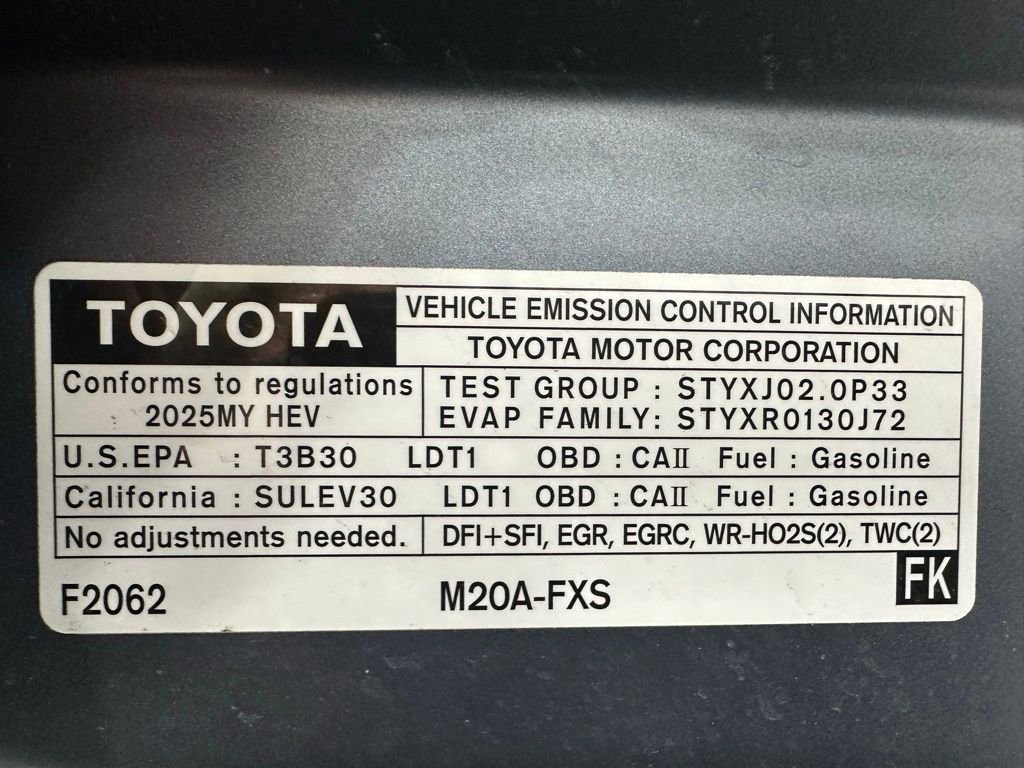 TOYOTA
VEHICLE EMISSION CONTROL INFORMATION
TOYOTA MOTOR CORPORATION
Conforms to regulations
2025MY HEV
TEST GROUP : STYXJ02.0P33
EVAP FAMILY: STYXR0130J72
U.S.EPA : T3B30 LDT1 OBD : CAII Fuel : Gasoline
California : SULEV30 LDT1 OBD : CAII Fuel : Gasoline
No adjustments needed.
DFI+SFI, EGR, EGRC, WR-HO2S(2), TWC(2)
F2062
M20A-FXS
FK